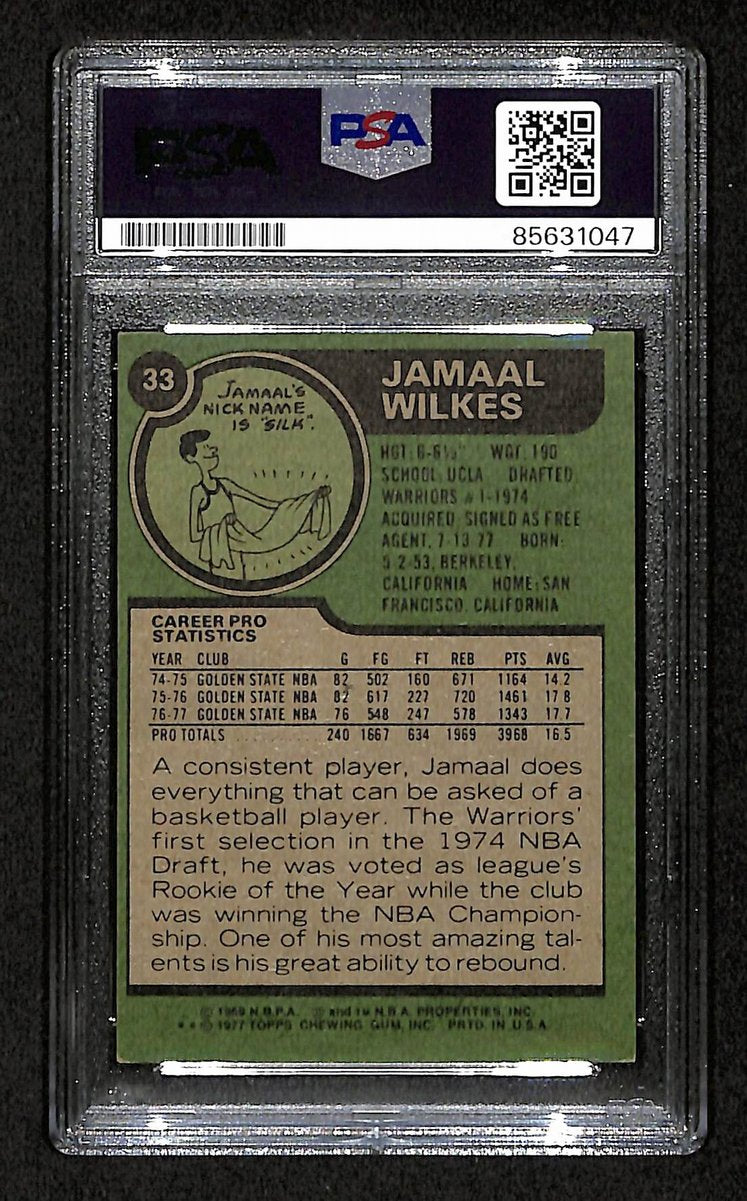 PSA
PSA
85631047
33
JAMAAL'S
NICK NAME
IS "SILK".
JAMAAL
WILKES
HGT: 6-6½" WGT: 190
SCHOOL: UCLA DRAFTED:
WARRIORS #1-1974
ACQUIRED: SIGNED AS FREE
AGENT, 7-13-77 BORN:
5-2-53, BERKELEY,
CALIFORNIA HOME: SAN
FRANCISCO, CALIFORNIA
CAREER PRO
STATISTICS
YEAR CLUB G FG FT REB PTS AVG
74-75 GOLDEN STATE NBA 82 502 160 671 1164 14.2
75-76 GOLDEN STATE NBA 82 617 227 720 1461 17.8
76-77 GOLDEN STATE NBA 76 548 247 578 1343 17.7
PRO TOTALS .......... 240 1667 634 1969 3968 16.5
A consistent player, Jamaal does
everything that can be asked of a
basketball player. The Warriors'
first selection in the 1974 NBA
Draft, he was voted as league's
Rookie of the Year while the club
was winning the NBA Champion-
ship. One of his most amazing tal-
ents is his great ability to rebound.
© 1969 N.B.P.A. © and TM N.B.A. PROPERTIES, INC.
* * © 1977 TOPPS CHEWING GUM, INC. PRTD. IN U.S.A.